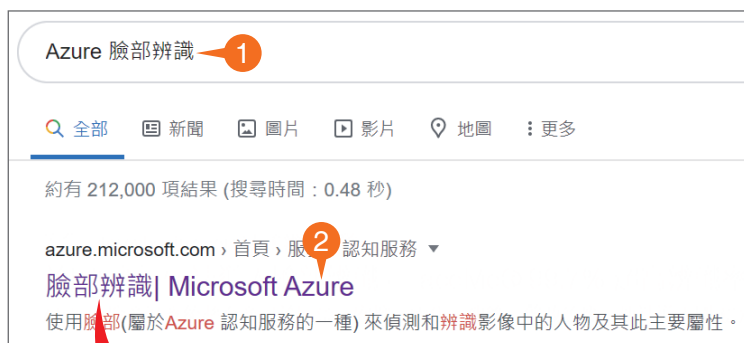 Azure 臉部辨識 1
全部 新聞 圖片 影片 地圖 更多
約有 212,000 項結果 (搜尋時間：0.48 秒)
azure.microsoft.com › 首頁 › 服 2 認知服務
臉部辨識| Microsoft Azure
使用臉部(屬於Azure 認知服務的一種) 來偵測和辨識影像中的人物及其此主要屬性。